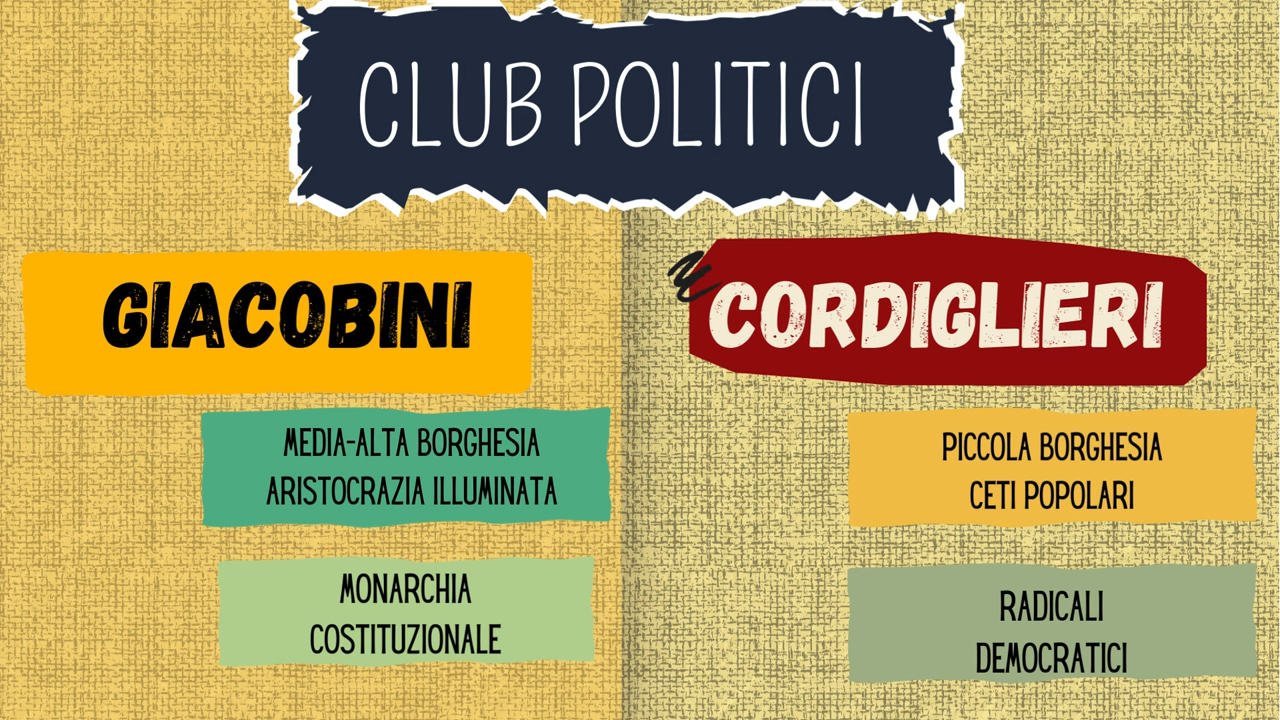 CLUB POLITICI
GIACOBINI
MEDIA-ALTA BORGHESIA
ARISTOCRAZIA ILLUMINATA
MONARCHIA
COSTITUZIONALE
CORDIGLIERI
PICCOLA BORGHESIA
CETI POPOLARI
RADICALI
DEMOCRATICI